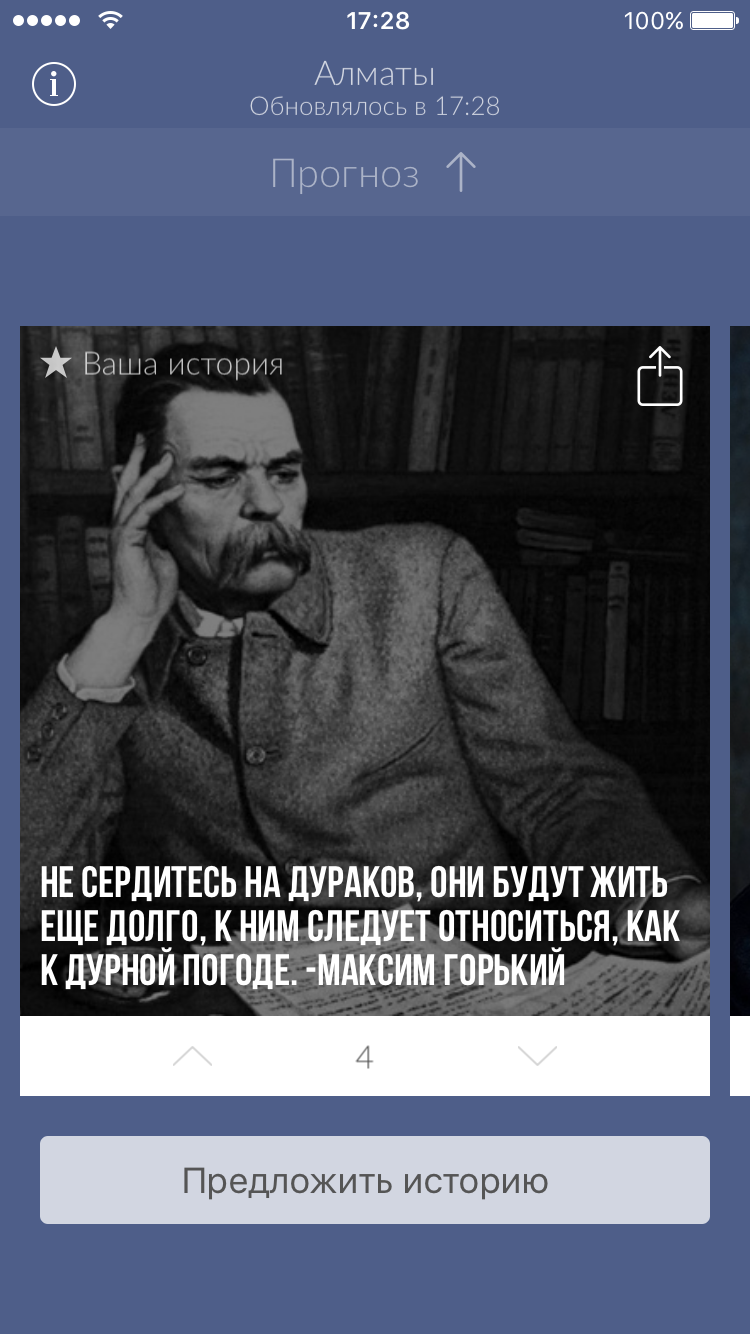 17:28
100%
Алматы
Обновлялось в 17:28
Прогноз
Ваша история
НЕ СЕРДИТЕСЬ НА ДУРАКОВ, ОНИ БУДУТ ЖИТЬ
ЕЩЕ ДОЛГО, К НИМ СЛЕДУЕТ ОТНОСИТЬСЯ, КАК
К ДУРНОЙ ПОГОДЕ. -МАКСИМ ГОРЬКИЙ
4
Предложить историю